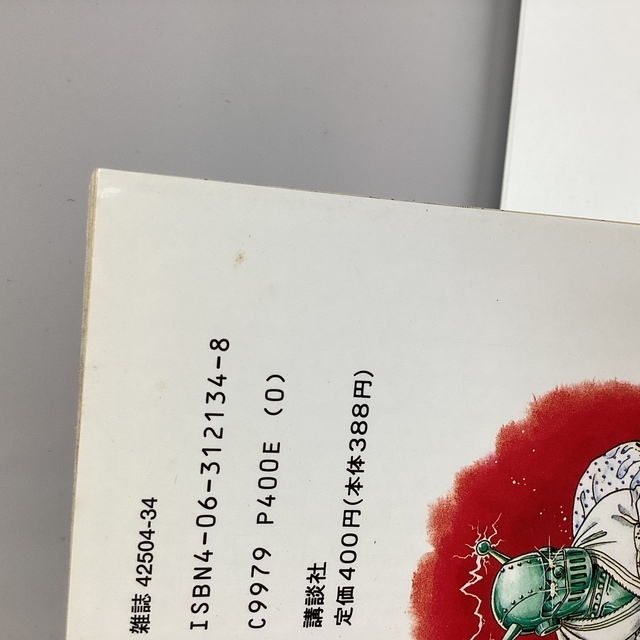 雑誌 42504-34
ISBN4-06-312134-8
C9979 P400E (0)
講談社
定価400円(本体388円)